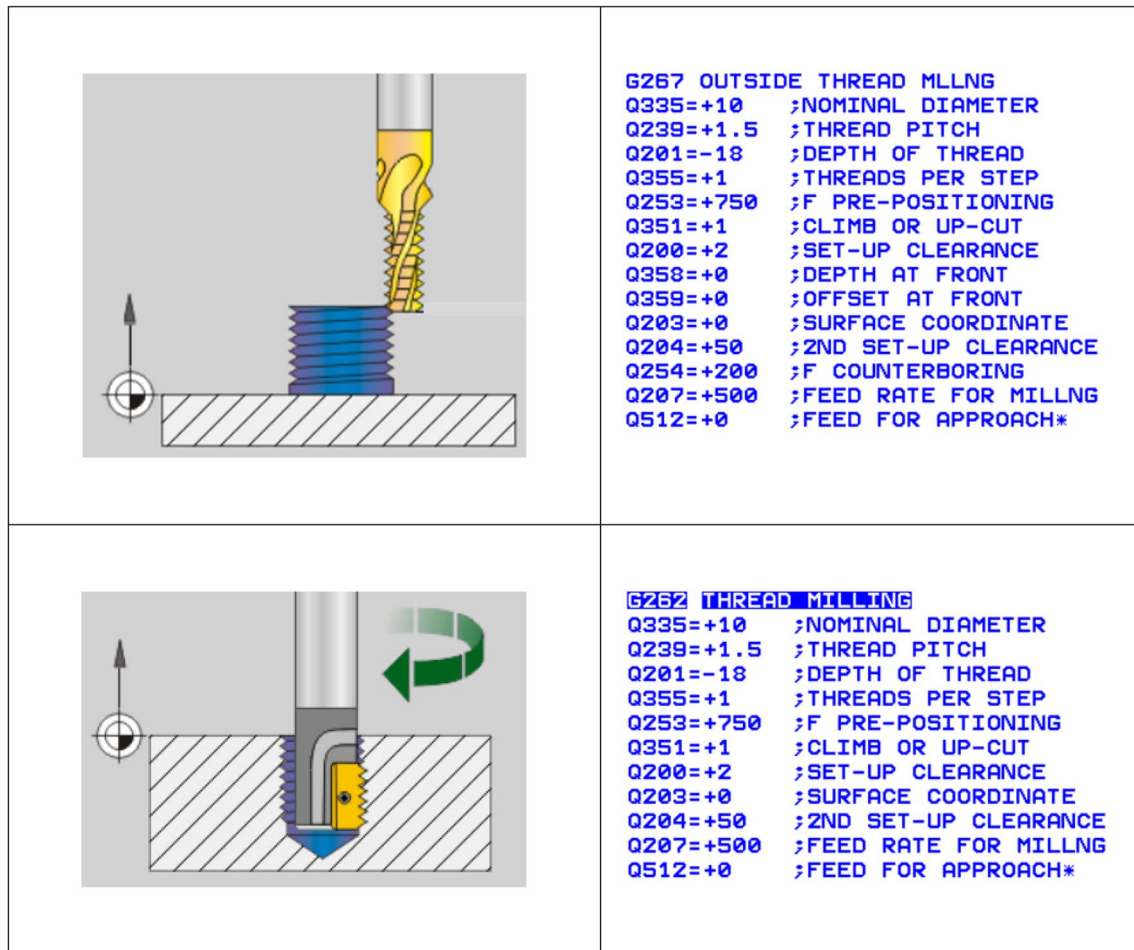 G267 OUTSIDE THREAD MLLNG
Q335=+10 ;NOMINAL DIAMETER
Q239=+1.5 ;THREAD PITCH
Q201=-18 ;DEPTH OF THREAD
Q355=+1 ;THREADS PER STEP
Q253=+750 ;F PRE-POSITIONING
Q351=+1 ;CLIMB OR UP-CUT
Q200=+2 ;SET-UP CLEARANCE
Q358=+0 ;DEPTH AT FRONT
Q359=+0 ;OFFSET AT FRONT
Q203=+0 ;SURFACE COORDINATE
Q204=+50 ;2ND SET-UP CLEARANCE
Q254=+200 ;F COUNTERBORING
Q207=+500 ;FEED RATE FOR MILLNG
Q512=+0 ;FEED FOR APPROACH*
G262 THREAD MILLING
Q335=+10 ;NOMINAL DIAMETER
Q239=+1.5 ;THREAD PITCH
Q201=-18 ;DEPTH OF THREAD
Q355=+1 ;THREADS PER STEP
Q253=+750 ;F PRE-POSITIONING
Q351=+1 ;CLIMB OR UP-CUT
Q200=+2 ;SET-UP CLEARANCE
Q203=+0 ;SURFACE COORDINATE
Q204=+50 ;2ND SET-UP CLEARANCE
Q207=+500 ;FEED RATE FOR MILLNG
Q512=+0 ;FEED FOR APPROACH*